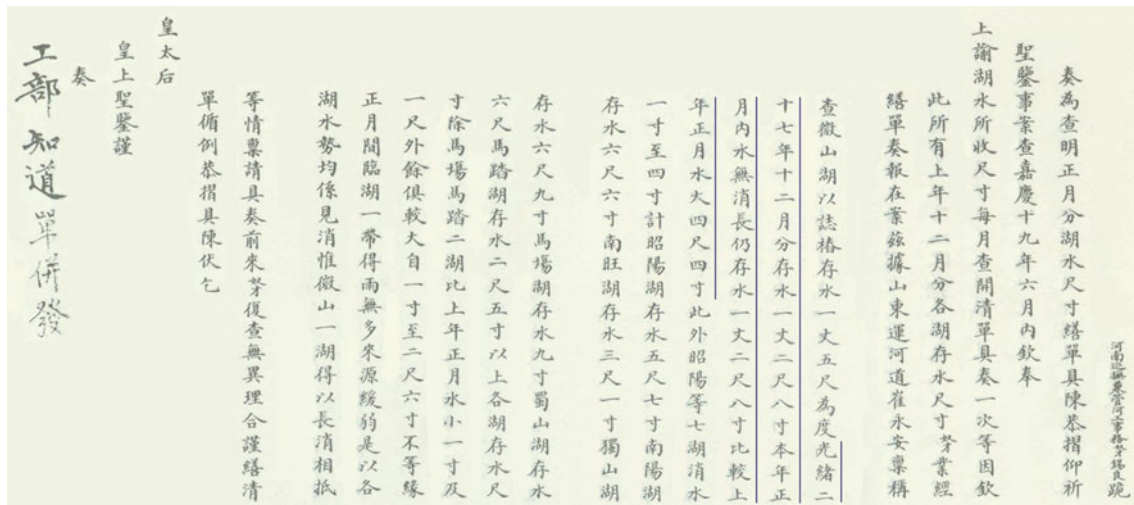 河南巡撫兼管河工事務奴才錫良跪
奏為查明正月分湖水尺寸繕單具陳恭摺仰祈
聖鑒事案查嘉慶十九年六月內欽奉
上諭湖水所收尺寸每月查開清單具奏一次等因欽
此所有上年十二月分各湖存水尺寸奴才業經
繕單奏報在案茲據山東運河道崔永安稟稱
查微山湖以誌樁存水一丈五尺為度光緒二
十七年十二月分存水一丈二尺八寸本年正
月內水無消長仍存水一丈二尺八寸比較上
年正月水大四尺四寸此外昭陽等七湖消水
一寸至四寸計昭陽湖存水五尺七寸南陽湖
存水六尺六寸南旺湖存水三尺一寸獨山湖
存水六尺九寸馬場湖存水九寸蜀山湖存水
六尺馬踏湖存水二尺五寸以上各湖存水尺
寸除馬場馬踏二湖比上年正月水小一寸及
一尺外餘俱較大自一寸至二尺六寸不等緣
正月間臨湖一帶得雨無多來源緩弱是以各
湖水勢均係見消惟微山一湖得以長消相抵
等情稟請具奏前來奴才復查無異理合謹繕清
單循例恭摺具陳伏乞
皇太后
皇上聖鑒謹
奏
工部知道單併發